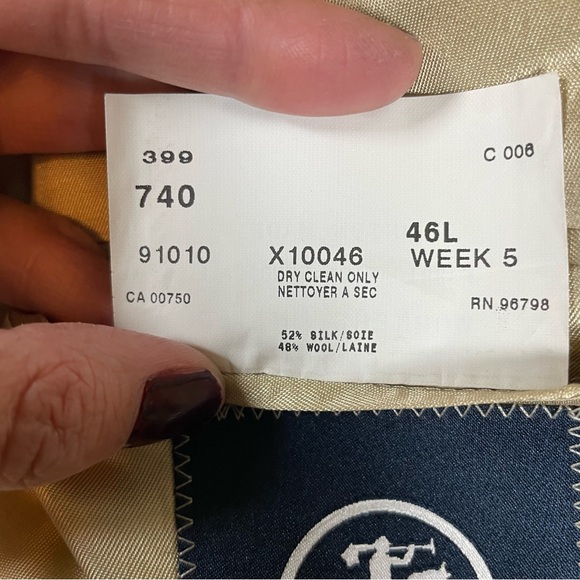 399
C 006
740
46L
91010
X10046
WEEK 5
DRY CLEAN ONLY
NETTOYER A SEC
CA 00750
RN 96798
52% SILK/SOIE
48% WOOL/LAINE